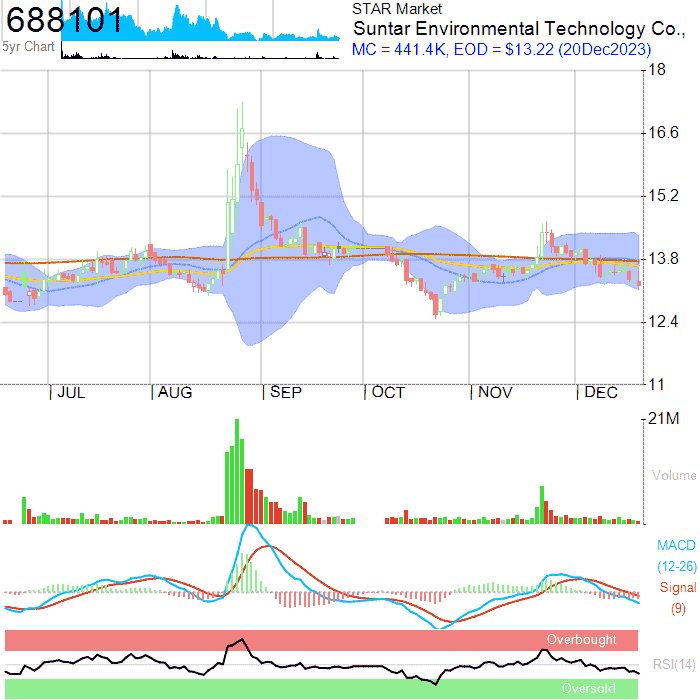 688101
STAR Market
Suntar Environmental Technology Co.,
5yr Chart
MC = 441.4K, EOD = $13.22 (20Dec2023)
18
16.6
15.2
13.8
12.4
11
JUL AUG SEP OCT NOV DEC
21M
Volume
MACD
(12-26)
Signal
(9)
Overbought
RSI(14)
Oversold